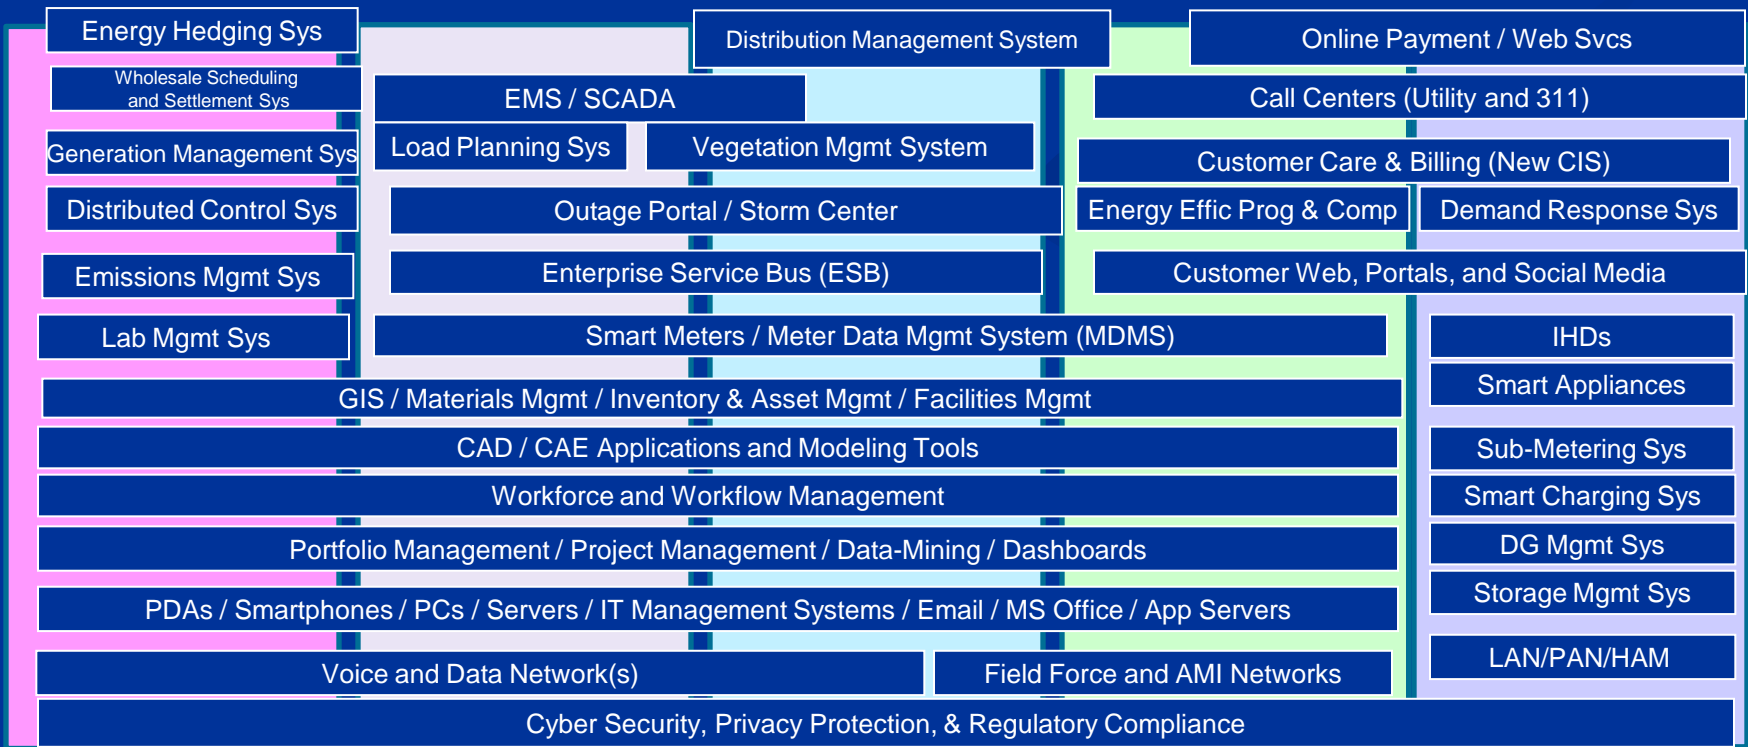 Energy Hedging Sys
Distribution Management System
Online Payment / Web Svcs
Wholesale Scheduling
and Settlement Sys
EMS / SCADA
Call Centers (Utility and 311)
Generation Management Sys
Load Planning Sys
Vegetation Mgmt System
Customer Care & Billing (New CIS)
Distributed Control Sys
Outage Portal / Storm Center
Energy Effic Prog & Comp
Demand Response Sys
Emissions Mgmt Sys
Enterprise Service Bus (ESB)
Customer Web, Portals, and Social Media
Lab Mgmt Sys
Smart Meters / Meter Data Mgmt System (MDMS)
IHDs
Smart Appliances
GIS / Materials Mgmt / Inventory & Asset Mgmt / Facilities Mgmt
CAD / CAE Applications and Modeling Tools
Sub-Metering Sys
Workforce and Workflow Management
Smart Charging Sys
Portfolio Management / Project Management / Data-Mining / Dashboards
DG Mgmt Sys
PDAs / Smartphones / PCs / Servers / IT Management Systems / Email / MS Office / App Servers
Storage Mgmt Sys
Voice and Data Network(s)
Field Force and AMI Networks
LAN/PAN/HAM
Cyber Security, Privacy Protection, & Regulatory Compliance